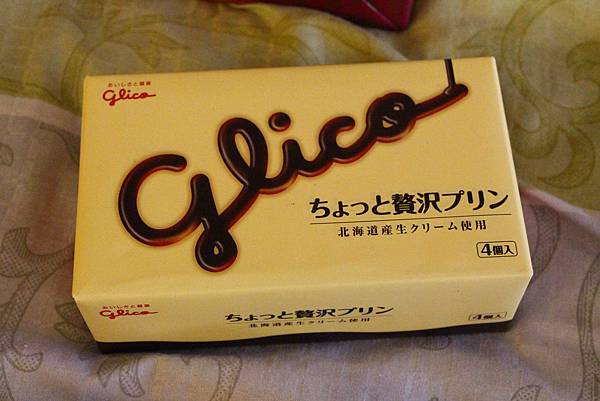 おいしさと健康
glico
glico
ちょっと贅沢プリン
北海道産生クリーム使用
4個入
おいしさと健康
glico
ちょっと贅沢プリン
北海道産生クリーム使用
4個入